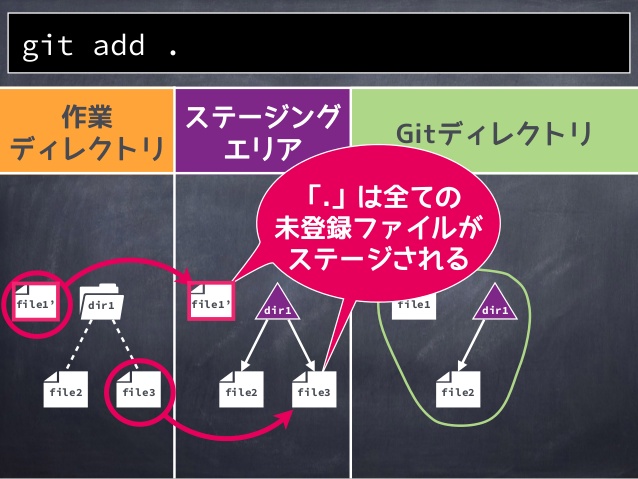 git add .
作業
ディレクトリ
ステージング
エリア
Gitディレクトリ
「.」は全ての
未登録ファイルが
ステージされる
file1’
dir1
file1’
dir1
file1
dir1
file2
file3
file2
file3
file2